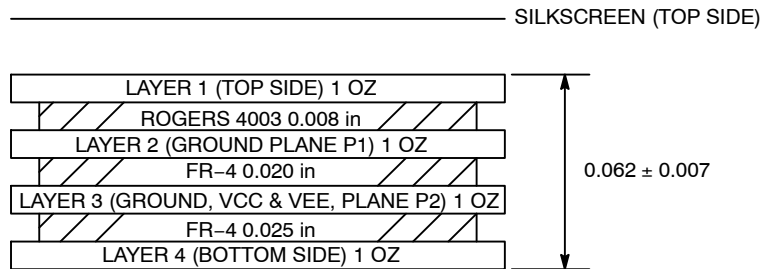 SILKSCREEN (TOP SIDE)
LAYER 1 (TOP SIDE) 1 OZ
ROGERS 4003 0.008 in
LAYER 2 (GROUND PLANE P1) 1 OZ
FR−4 0.020 in
0.062 ± 0.007
LAYER 3 (GROUND, VCC & VEE, PLANE P2) 1 OZ
FR−4 0.025 in
LAYER 4 (BOTTOM SIDE) 1 OZ